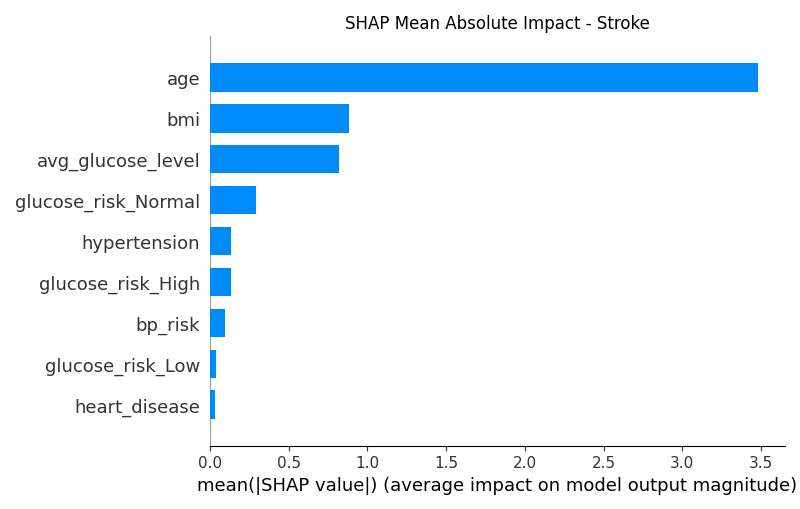 SHAP Mean Absolute Impact - Stroke
age
bmi
avg_glucose_level
glucose_risk_Normal
hypertension
glucose_risk_High
bp_risk
glucose_risk_Low
heart_disease
0.0 0.5 1.0 1.5 2.0 2.5 3.0 3.5
mean(|SHAP value|) (average impact on model output magnitude)